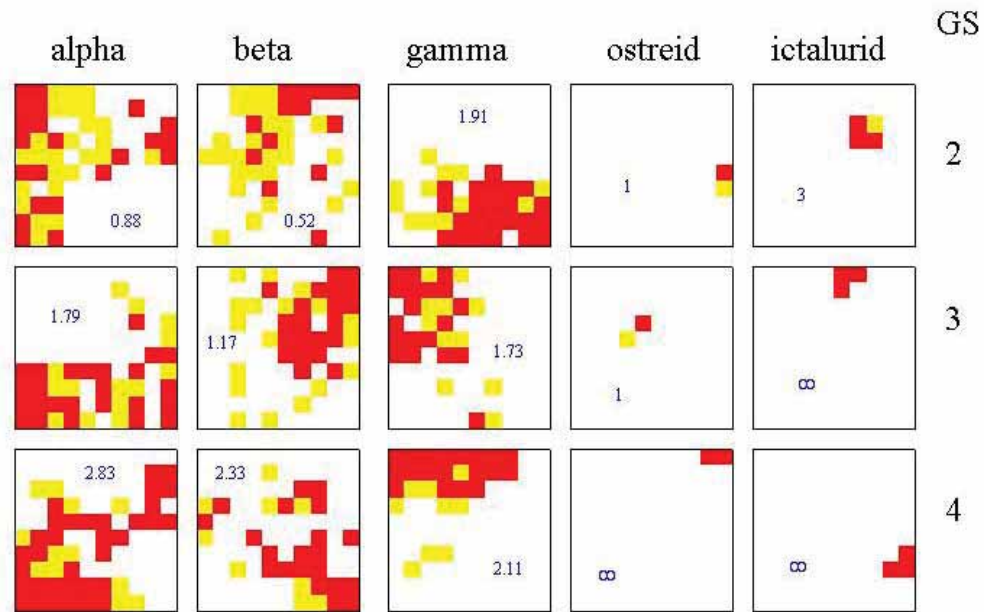 GS
alpha beta gamma ostreid ictalurid
0.88 0.52 1.91 1 3 2
1.79 1.17 1.73 1 ∞ 3
2.83 2.33 2.11 ∞ ∞ 4